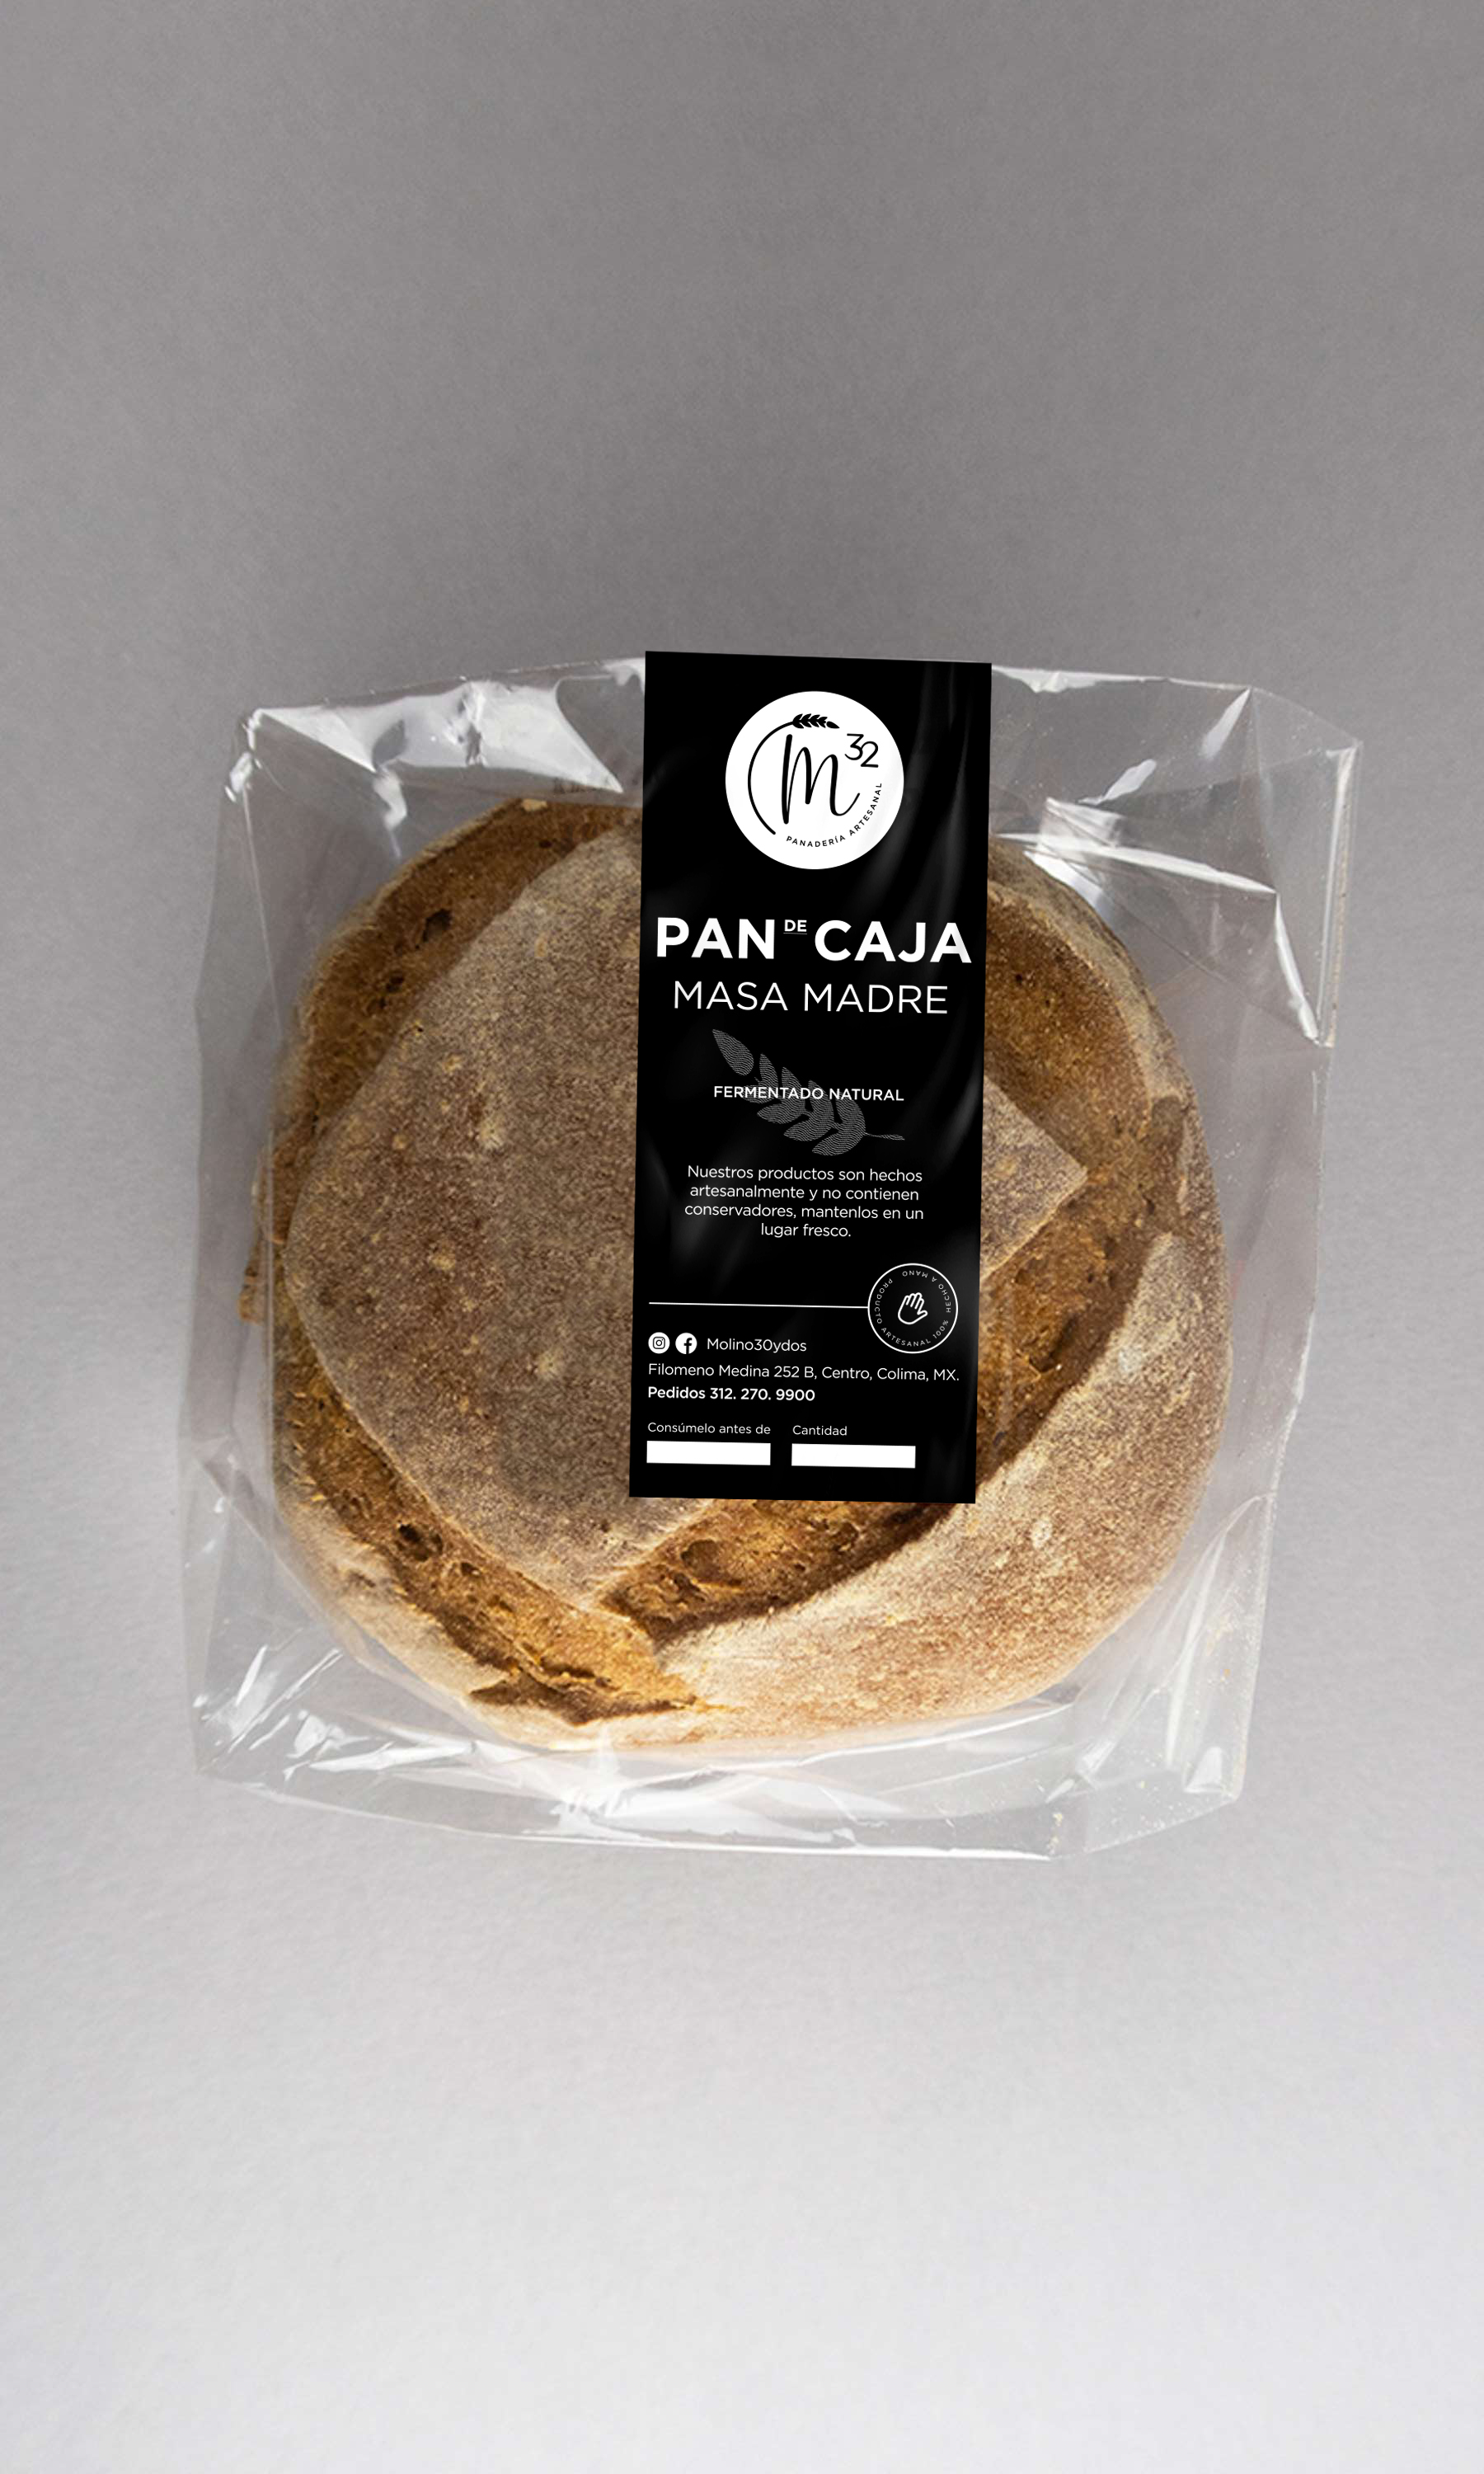 M32
PANADERÍA ARTESANAL
PAN DE CAJA
MASA MADRE
FERMENTADO NATURAL
Nuestros productos son hechos
artesanalmente y no contienen
conservadores, mantenlos en un
lugar fresco.
PRODUCTO ARTESANAL 100% HECHO A MANO
Molino30ydos
Filomeno Medina 252 B, Centro, Colima, MX.
Pedidos 312. 270. 9900
Consúmelo antes de Cantidad